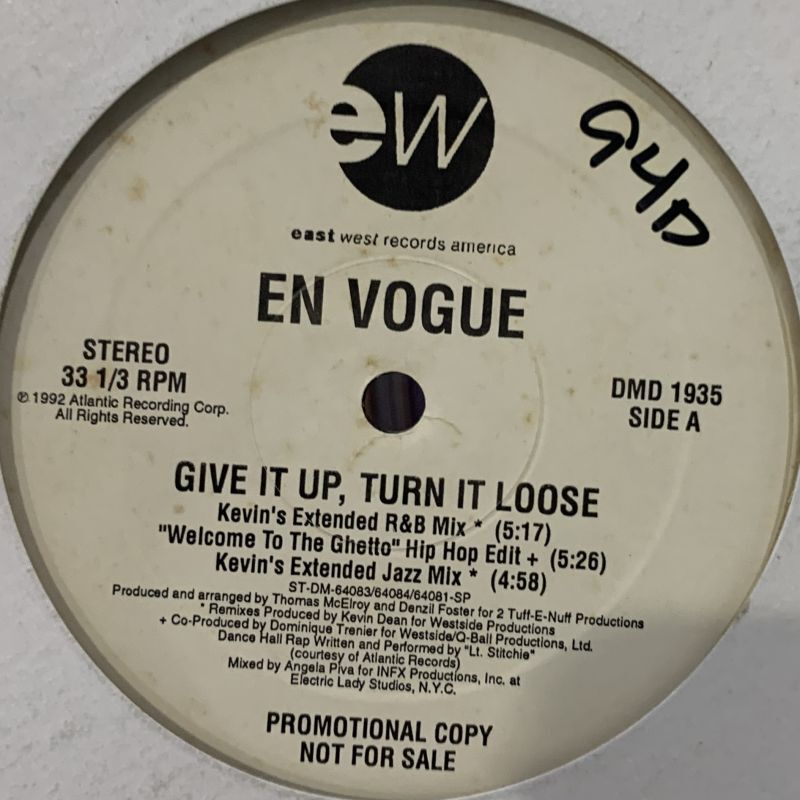 ew
G4D
east west records america
EN VOGUE
STEREO
33 1/3 RPM
℗ 1992 Atlantic Recording Corp.
All Rights Reserved.
DMD 1935
SIDE A
GIVE IT UP, TURN IT LOOSE
Kevin's Extended R&B Mix * (5:17)
"Welcome To The Ghetto" Hip Hop Edit + (5:26)
Kevin's Extended Jazz Mix * (4:58)
ST-DM-64083/64084/64081-SP
Produced and arranged by Thomas McElroy and Denzil Foster for 2 Tuff-E-Nuff Productions
* Remixes Produced by Kevin Dean for Westside Productions
+ Co-Produced by Dominique Trenier for Westside/Q-Ball Productions, Ltd.
Dance Hall Rap Written and Performed by "Lt. Stitchie"
(courtesy of Atlantic Records)
Mixed by Angela Piva for INFX Productions, Inc. at
Electric Lady Studios, N.Y.C.
PROMOTIONAL COPY
NOT FOR SALE